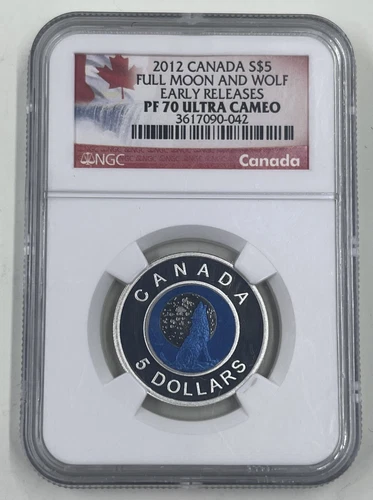 2012 CANADA S$5
FULL MOON AND WOLF
EARLY RELEASES
PF 70 ULTRA CAMEO
3617090-042
NGC
Canada
CANADA
5 DOLLARS